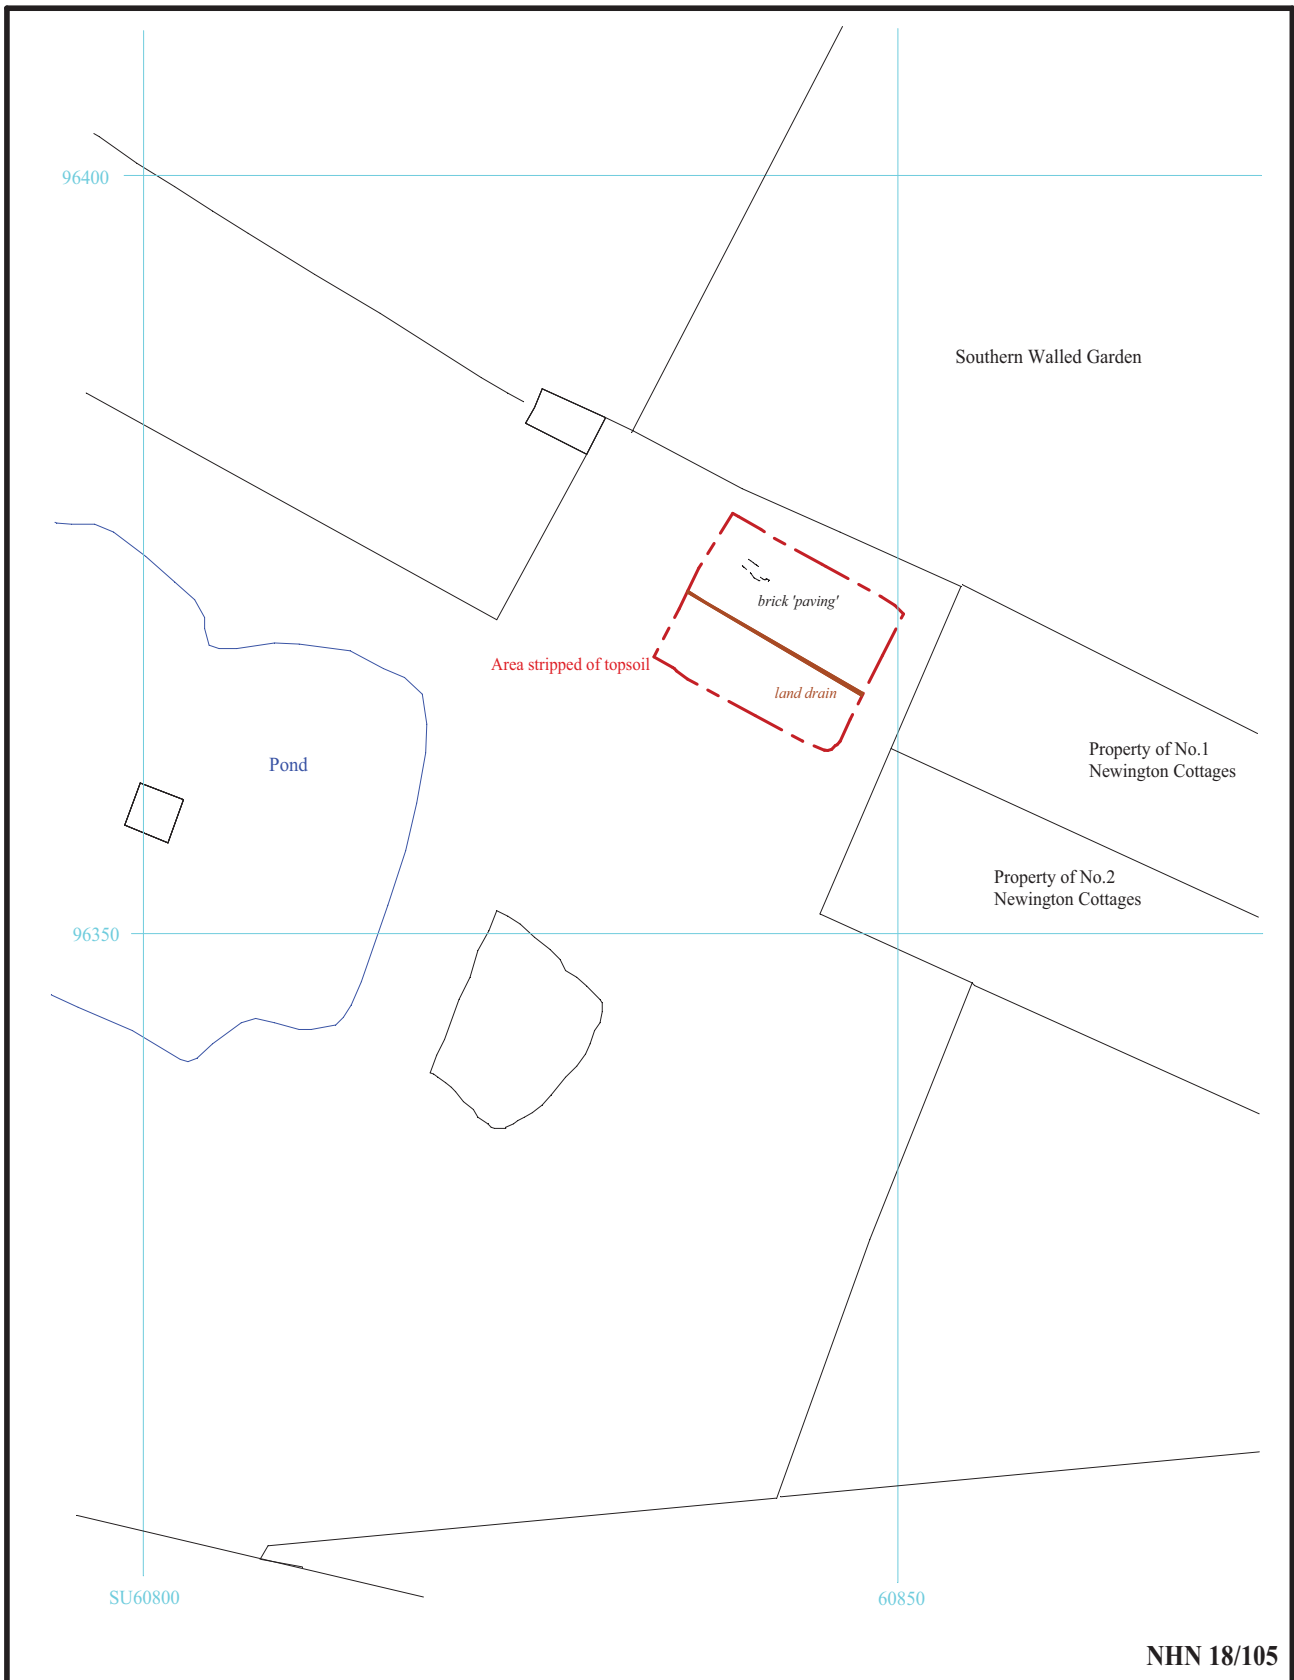 96400
Southern Walled Garden
brick 'paving'
Area stripped of topsoil
land drain
Pond
Property of No.1
Newington Cottages
Property of No.2
Newington Cottages
96350
SU60800
60850
NHN 18/105